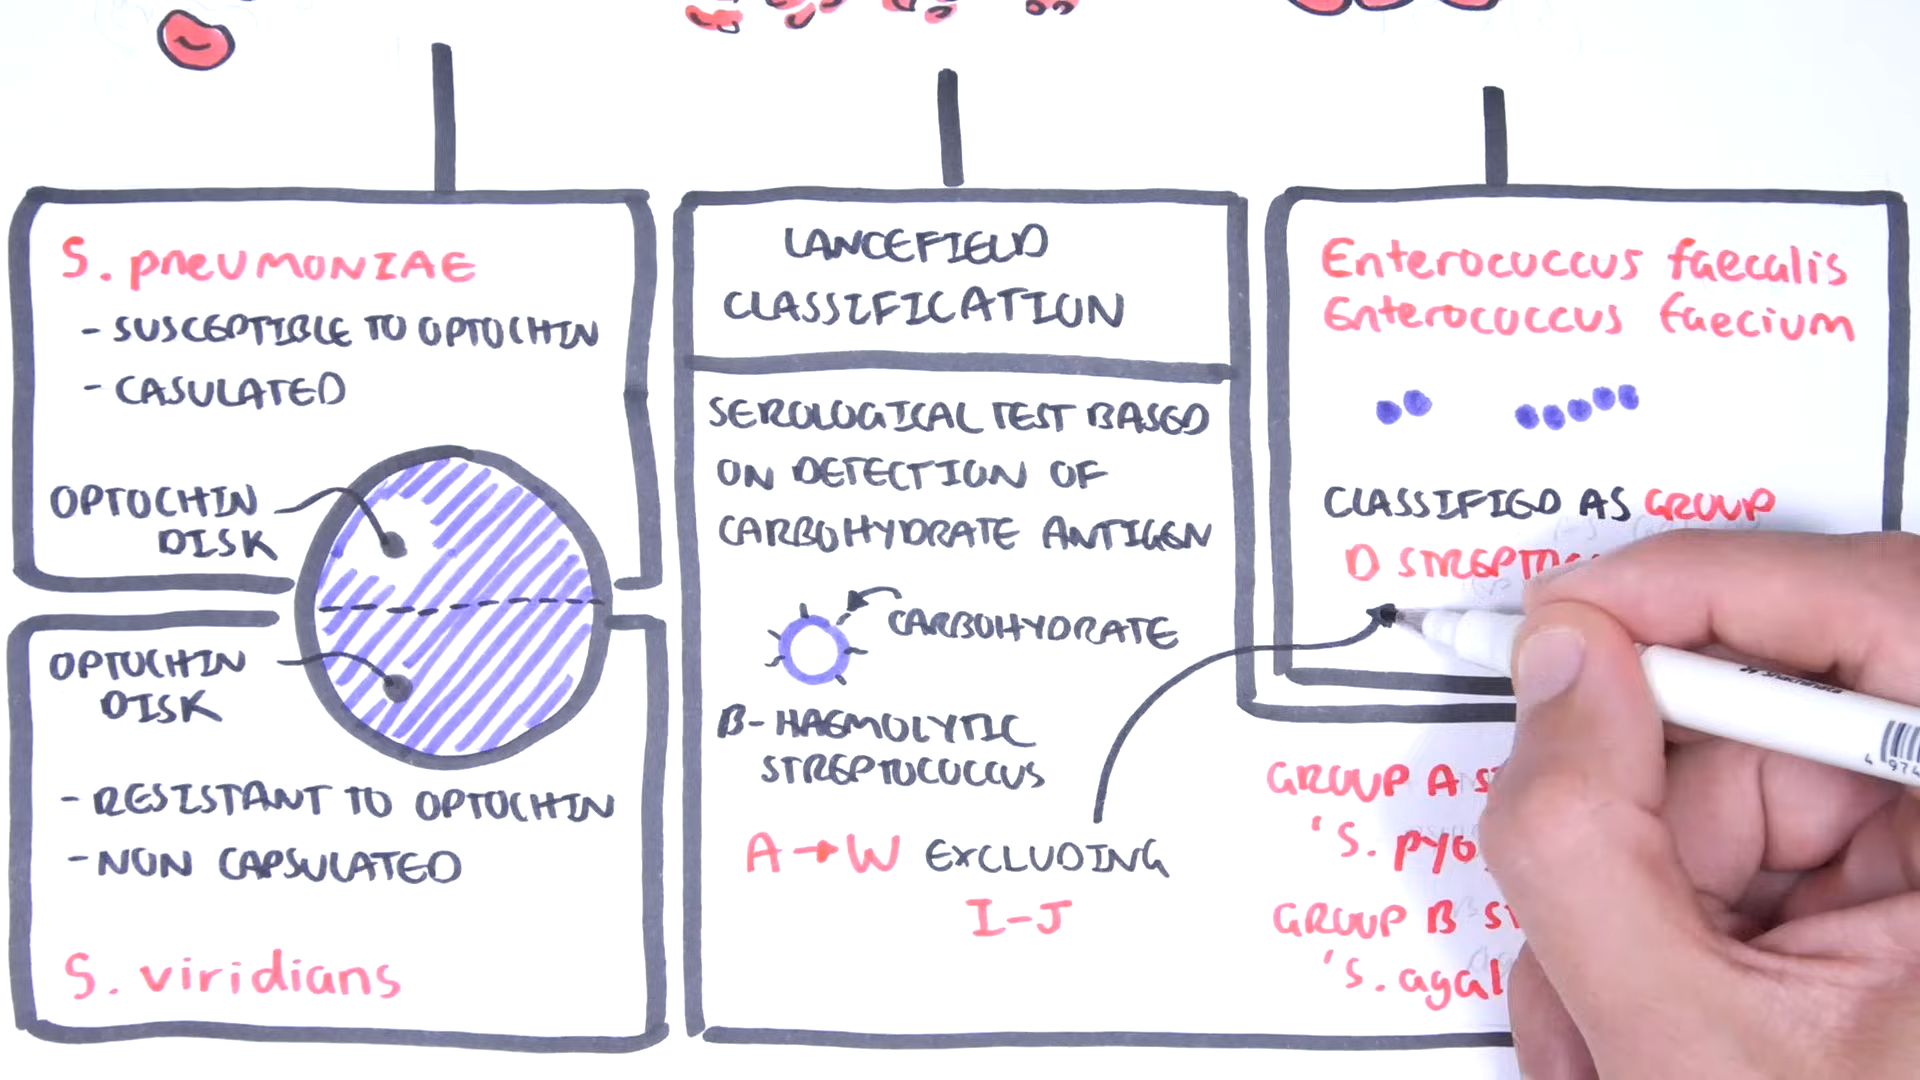 S. PNEUMONIAE
- SUSCEPTIBLE TO OPTOCHIN
- CASULATED
OPTOCHIN
DISK
OPTOCHIN
DISK
- RESISTANT TO OPTOCHIN
- NON CAPSULATED
S. viridians
LANCEFIELD
CLASSIFICATION
SEROLOGICAL TEST BASED
ON DETECTION OF
CARBOHYDRATE ANTIGEN
CARBOHYDRATE
B-HAEMOLYTIC
STREPTOCOCCUS
A → W EXCLUDING
I-J
Enterococcus faecalis
Enterococcus faecium
CLASSIFIED AS GROUP
D
GROUP A
S.
GROUP B
S.